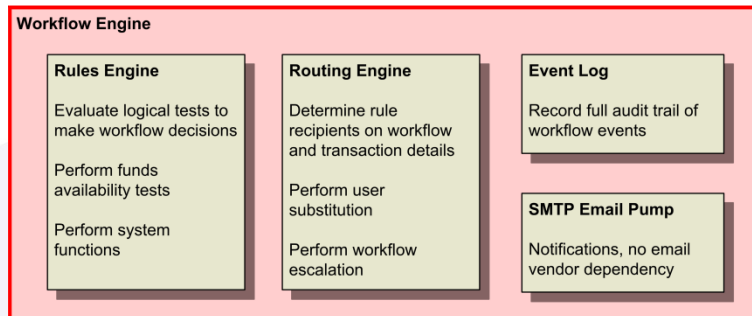 Workflow Engine
Rules Engine
Evaluate logical tests to
make workflow decisions
Perform funds
availability tests
Perform system
functions
Routing Engine
Determine rule
recipients on workflow
and transaction details
Perform user
substitution
Perform workflow
escalation
Event Log
Record full audit trail of
workflow events
SMTP Email Pump
Notifications, no email
vendor dependency